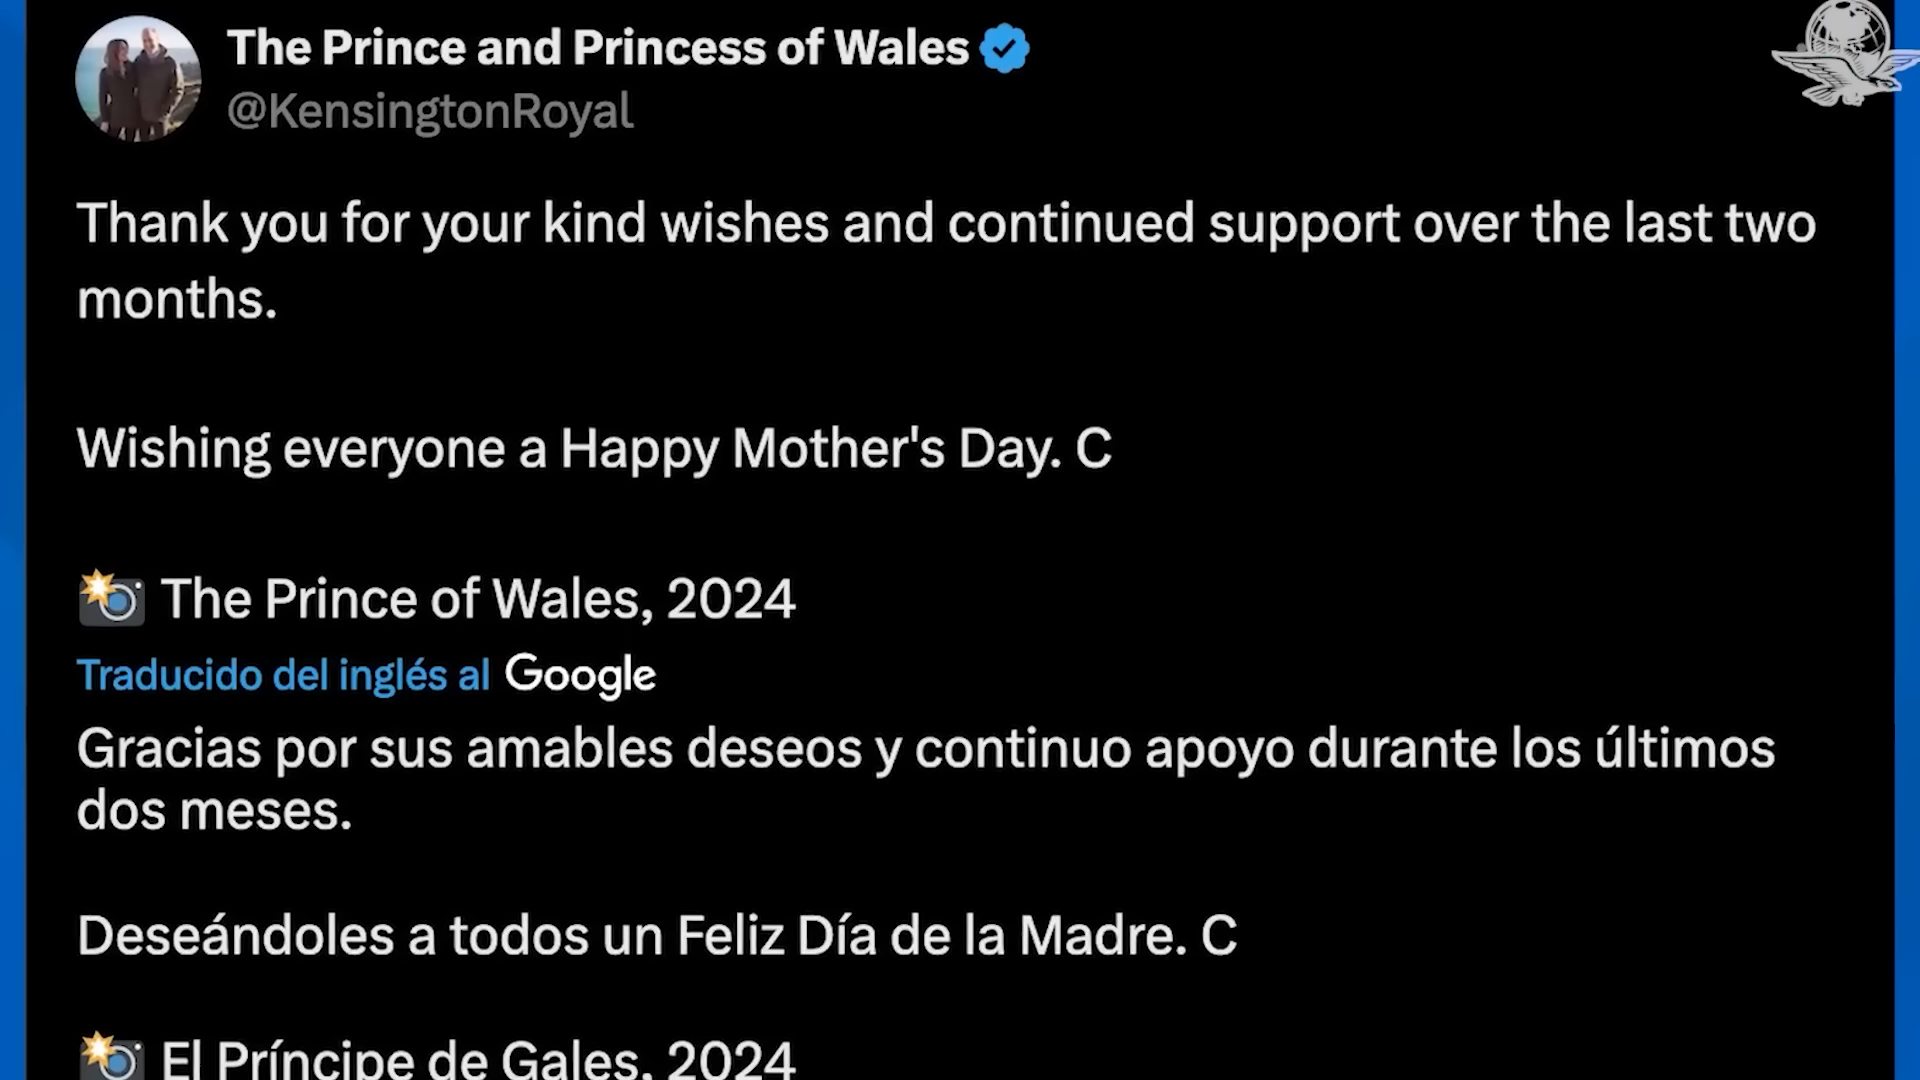 The Prince and Princess of Wales
@KensingtonRoyal
Thank you for your kind wishes and continued support over the last two
months.
Wishing everyone a Happy Mother's Day. C
The Prince of Wales, 2024
Traducido del inglés al Google
Gracias por sus amables deseos y continuo apoyo durante los últimos
dos meses.
Deseándoles a todos un Feliz Día de la Madre. C
El Príncipe de Gales, 2024